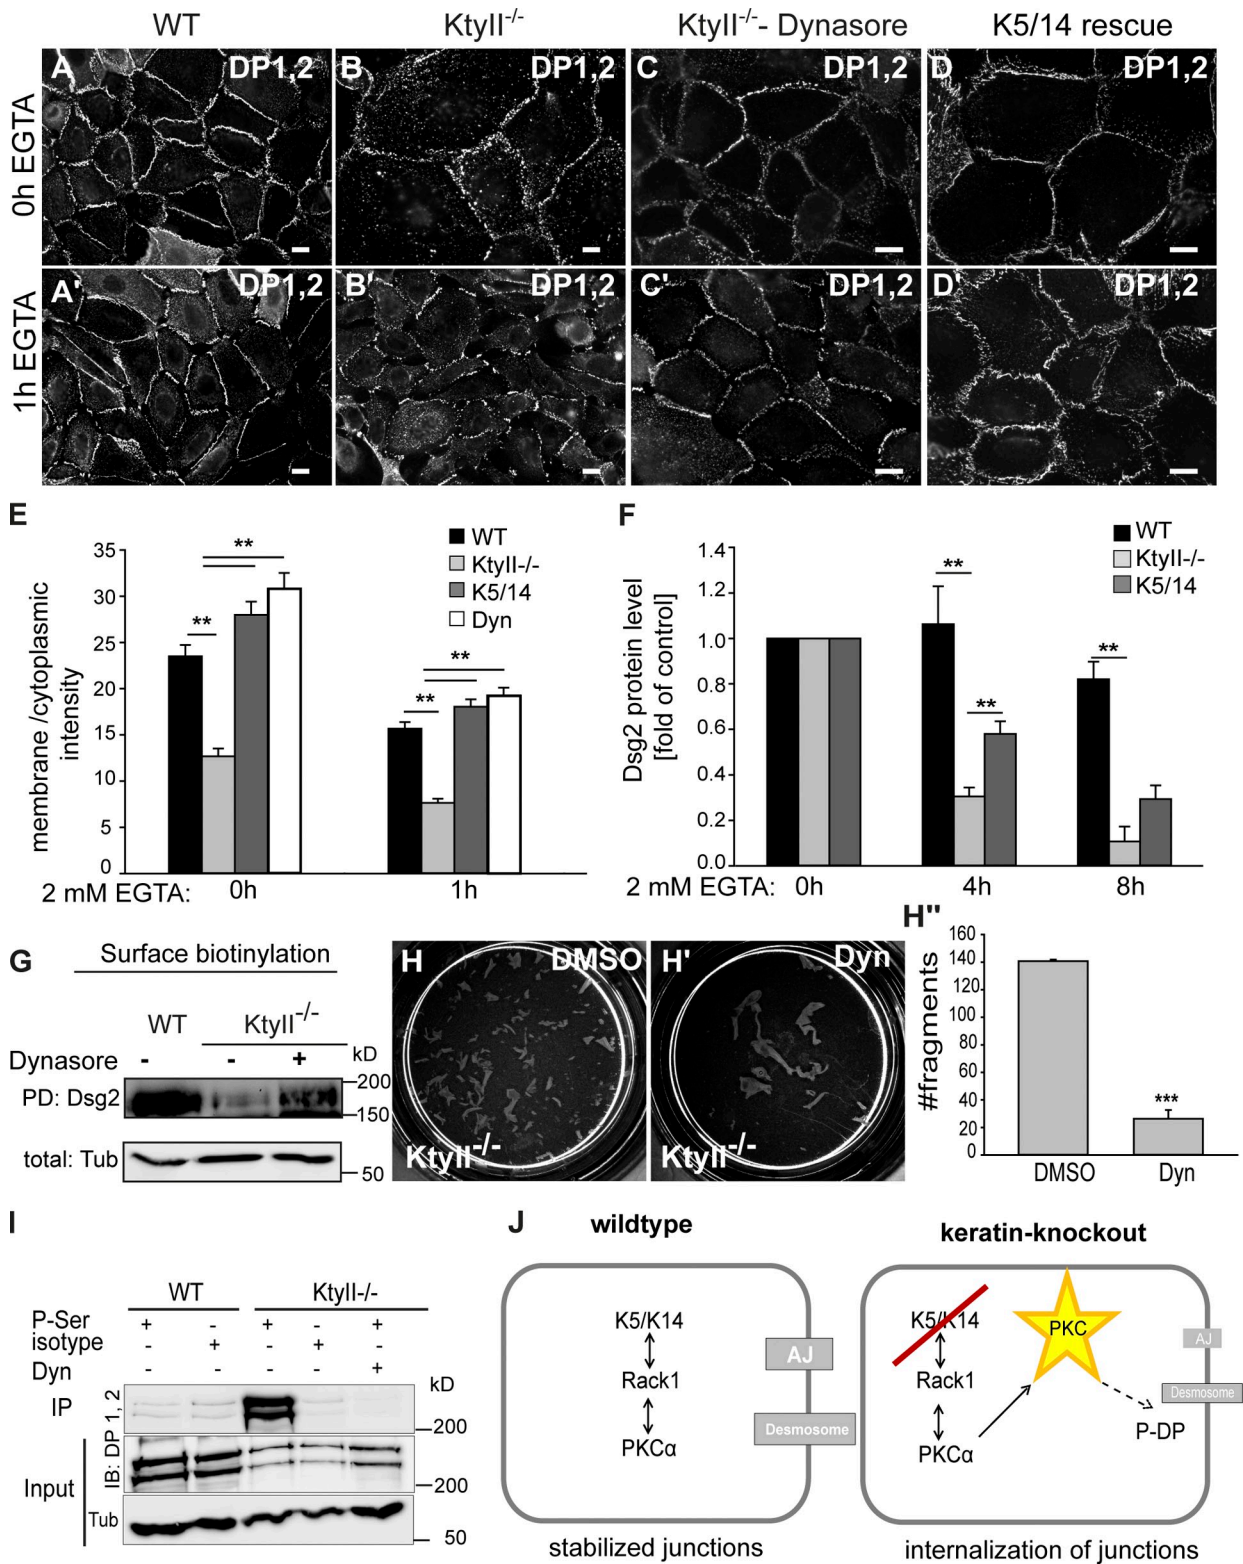 WT KtyII-/- KtyII-/-- Dynasore K5/14 rescue
0h EGTA
A DP1,2 B DP1,2 C DP1,2 D DP1,2
1h EGTA
A' DP1,2 B' DP1,2 C' DP1,2 D' DP1,2
E
membrane /cytoplasmic
intensity
35
30
25
20
15
10
5
0
** ** ** **
WT
KtyII-/-
K5/14
Dyn
2 mM EGTA: 0h 1h
F
Dsg2 protein level
[fold of control]
1.4
1.2
1.0
0.8
0.6
0.4
0.2
0.0
** ** **
WT
KtyII-/-
K5/14
2 mM EGTA: 0h 4h 8h
G
Surface biotinylation
WT KtyII-/-
Dynasore - - + kD
PD: Dsg2 200
150
total: Tub
50
H DMSO
KtyII-/-
H' Dyn
KtyII-/-
H"
#fragments
160
140
120
100
80
60
40
20
0
***
DMSO Dyn
I
WT KtyII-/-
P-Ser + - + - +
isotype - + - + -
Dyn - - - - +
kD
IP
200
Input
IB: DP 1, 2
200
Tub
50
J
wildtype
K5/K14
Rack1
PKCα
AJ
Desmosome
stabilized junctions
keratin-knockout
K5/K14
Rack1
PKCα
PKC
P-DP
AJ
Desmosome
internalization of junctions